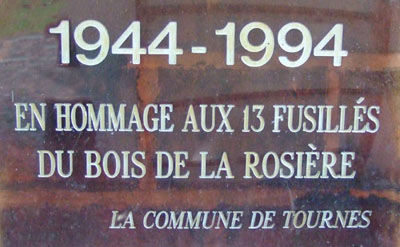 1944-1994
EN HOMMAGE AUX 13 FUSILLÉS
DU BOIS DE LA ROSIÈRE
LA COMMUNE DE TOURNES